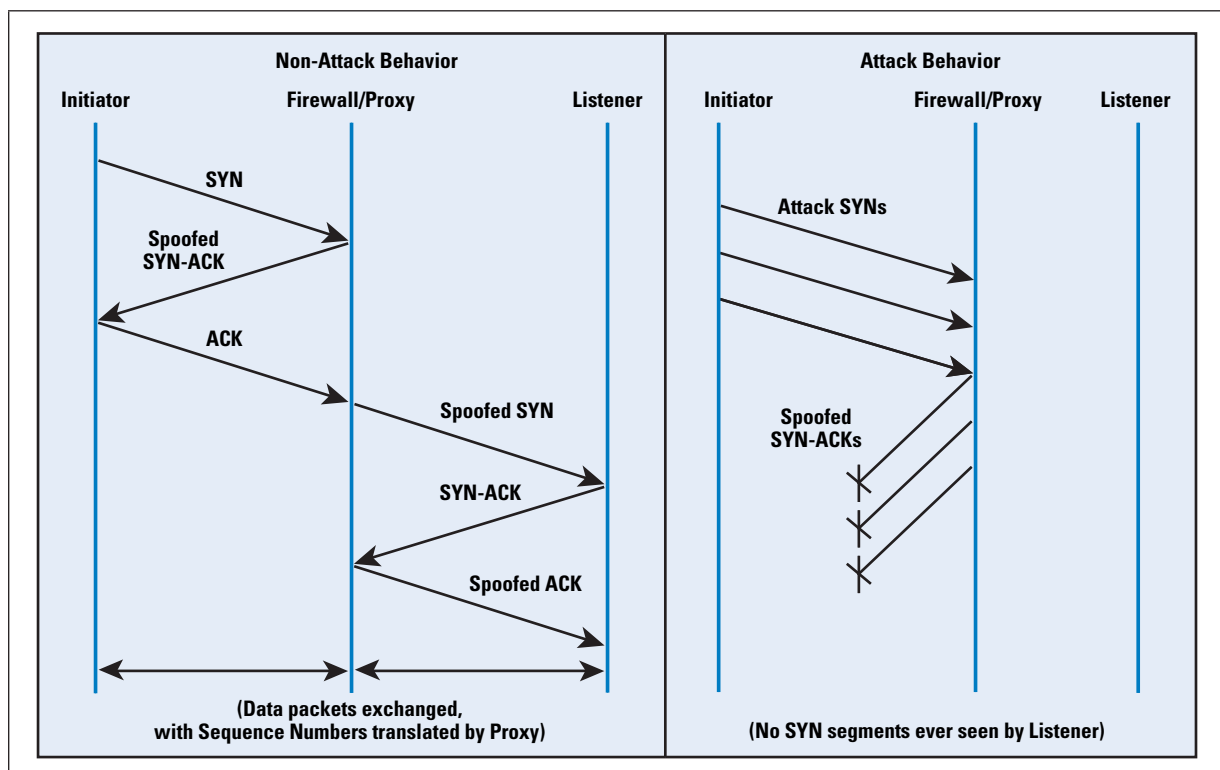 Non-Attack Behavior
Initiator
Firewall/Proxy
Listener
SYN
Spoofed
SYN-ACK
ACK
Spoofed SYN
SYN-ACK
Spoofed ACK
(Data packets exchanged,
with Sequence Numbers translated by Proxy)
Attack Behavior
Initiator
Firewall/Proxy
Listener
Attack SYNs
Spoofed
SYN-ACKs
(No SYN segments ever seen by Listener)